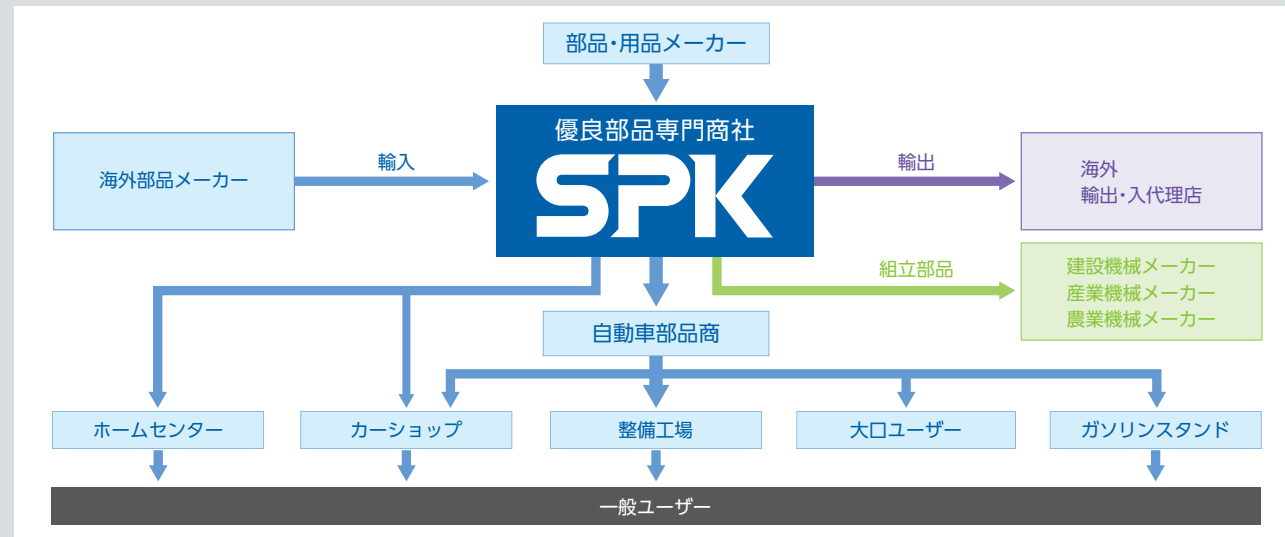 部品・用品メーカー
優良部品専門商社
SPK
海外部品メーカー
輸入
輸出
海外
輸出・入代理店
組立部品
建設機械メーカー
産業機械メーカー
農業機械メーカー
自動車部品商
ホームセンター
カーショップ
整備工場
大口ユーザー
ガソリンスタンド
一般ユーザー